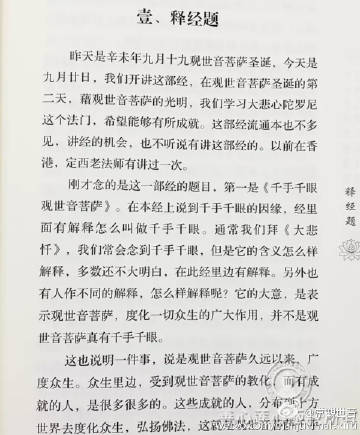 壹、释经题
昨天是辛未年九月十九观世音菩萨圣诞，今天是
九月廿日，我们开讲这部经，在观世音菩萨圣诞的第
二天，藉观世音菩萨的光明，我们学习大悲心陀罗尼
这个法门，希望能够有所成就。这部经流通本也不多
见，讲经的机会，也不听说有讲这部经的。以前在香
港，定西老法师有讲过一次。
刚才念的是这一部经的题目，第一是《千手千眼
观世音菩萨》。在本经上说到千手千眼的因缘，经里
面有解释怎么叫做千手千眼。通常我们拜《大悲
忏》，我们常会念到千手千眼，但是它的含义怎么样
解释，多数还不大明白，在此经里边有解释。另外也
有人作不同的解释，怎么样解释呢？它的大意，是表
示观世音菩萨，度化一切众生的广大作用，并不是观
世音菩萨真有千手千眼。
这也说明一件事，说是观世音菩萨久远以来，广
度众生。众生里边，受到观世音菩萨的教化，而有成
就的人，是很多很多的。这些成就的人，分布到十方
世界去度化众生，弘扬佛法，这就是观世音菩萨的千
释经题